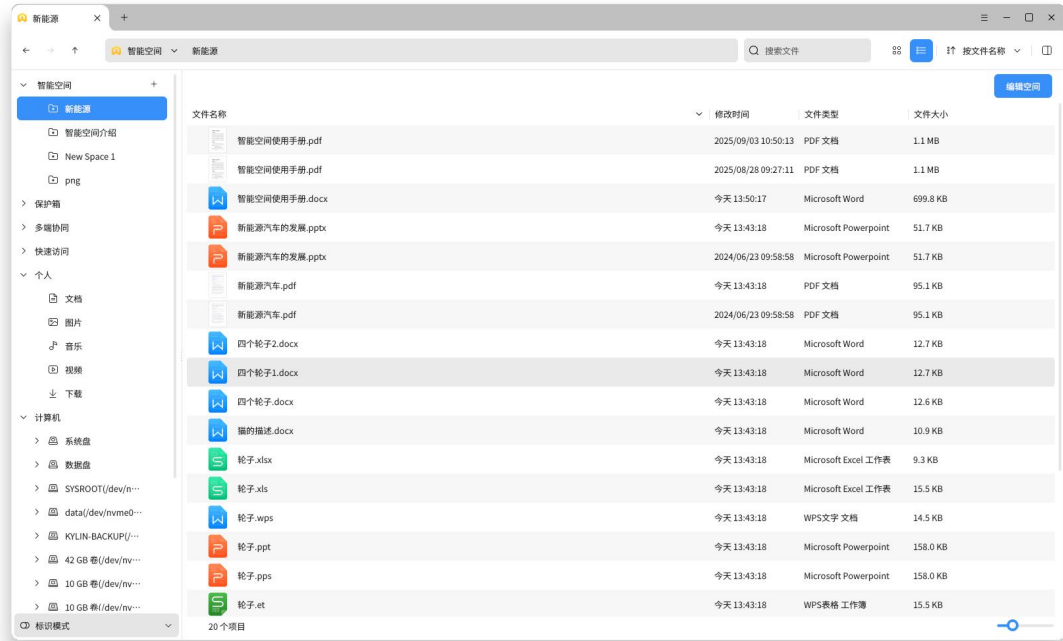 新能源
智能空间 新能源 搜索文件 按文件名称
智能空间
新能源
智能空间介绍
New Space 1
png
保护箱
多端协同
快速访问
个人
文档
图片
音乐
视频
下载
计算机
系统盘
数据盘
SYSROOT(/dev/n···
data(/dev/nvme0···
KYLIN-BACKUP(/···
42 GB 卷(/dev/nv···
10 GB 卷(/dev/nv···
10 GB 卷(/dev/nv···
标识模式
编辑空间
文件名称 修改时间 文件类型 文件大小
智能空间使用手册.pdf 2025/09/03 10:50:13 PDF 文档 1.1 MB
智能空间使用手册.pdf 2025/08/28 09:27:11 PDF 文档 1.1 MB
智能空间使用手册.docx 今天 13:50:17 Microsoft Word 699.8 KB
新能源汽车的发展.pptx 今天 13:43:18 Microsoft Powerpoint 51.7 KB
新能源汽车的发展.pptx 2024/06/23 09:58:58 Microsoft Powerpoint 51.7 KB
新能源汽车.pdf 今天 13:43:18 PDF 文档 95.1 KB
新能源汽车.pdf 2024/06/23 09:58:58 PDF 文档 95.1 KB
四个轮子2.docx 今天 13:43:18 Microsoft Word 12.7 KB
四个轮子1.docx 今天 13:43:18 Microsoft Word 12.7 KB
四个轮子.docx 今天 13:43:18 Microsoft Word 12.6 KB
猫的描述.docx 今天 13:43:18 Microsoft Word 10.9 KB
轮子.xlsx 今天 13:43:18 Microsoft Excel 工作表 9.3 KB
轮子.xls 今天 13:43:18 Microsoft Excel 工作表 15.5 KB
轮子.wps 今天 13:43:18 WPS文字 文档 14.5 KB
轮子.ppt 今天 13:43:18 Microsoft Powerpoint 158.0 KB
轮子.pps 今天 13:43:18 Microsoft Powerpoint 158.0 KB
轮子.et 今天 13:43:18 WPS表格 工作簿 15.5 KB
20 个项目